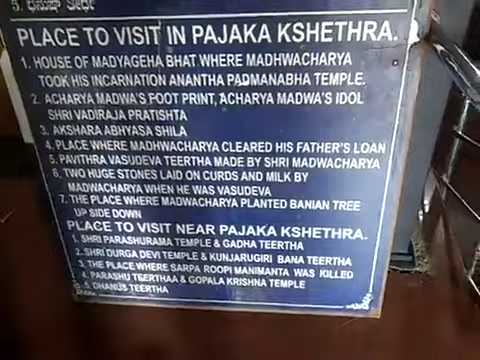 5. ಧನುಷ್ ತೀರ್ಥ
PLACE TO VISIT IN PAJAKA KSHETHRA.
1. HOUSE OF MADYAGEHA BHAT WHERE MADHWACHARYA
TOOK HIS INCARNATION ANANTHA PADMANABHA TEMPLE.
2. ACHARYA MADWA'S FOOT PRINT, ACHARYA MADWA'S IDOL
SHRI VADIRAJA PRATISHTA
3. AKSHARA ABHYASA SHILA
4. PLACE WHERE MADHWACHARYA CLEARED HIS FATHER'S LOAN
5. PAVITHRA VASUDEVA TEERTHA MADE BY SHRI MADWACHARYA
6. TWO HUGE STONES LAID ON CURDS AND MILK BY
MADWACHARYA WHEN HE WAS VASUDEVA
7. THE PLACE WHERE MADWACHARYA PLANTED BANIAN TREE
UP SIDE DOWN
PLACE TO VISIT NEAR PAJAKA KSHETHRA.
1. SHRI PARASHURAMA TEMPLE & GADHA TEERTHA
2. SHRI DURGA DEVI TEMPLE & KUNJARUGIRI BANA TEERTHA
3. THE PLACE WHERE SARPA ROOPI MANIMANTA WAS KILLED
4. PARASHU TEERTHAA & GOPALA KRISHNA TEMPLE
5. DHANUS TEERTHA